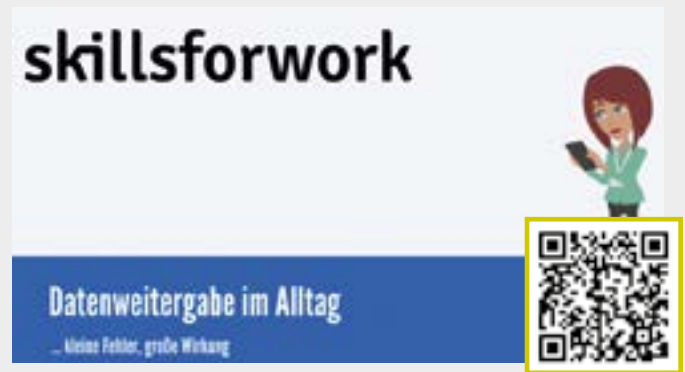 skillsforwork
Datenweitergabe im Alltag
... kleine Fehler, große Wirkung